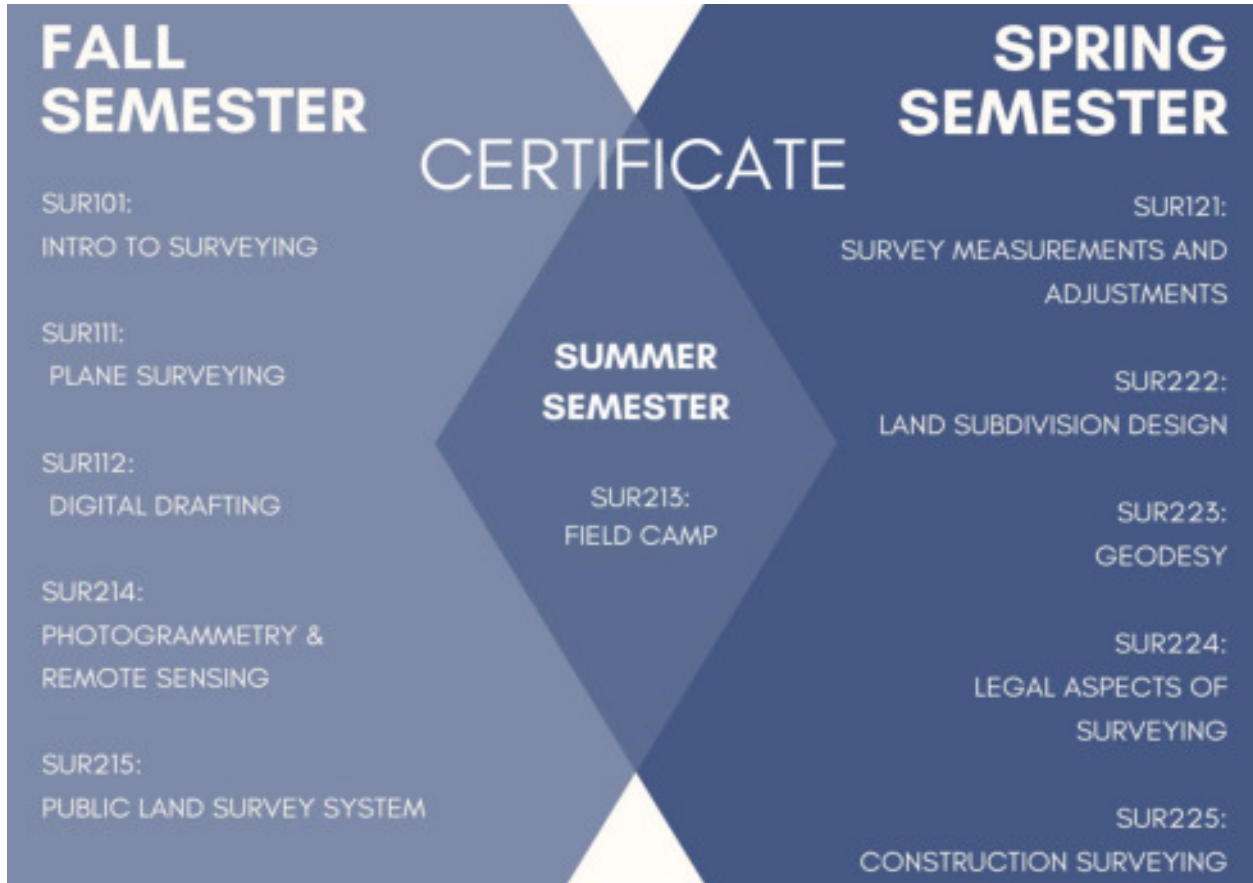 FALL
SEMESTER
SUR101:
INTRO TO SURVEYING
SUR111:
PLANE SURVEYING
SUR112:
DIGITAL DRAFTING
SUR214:
PHOTOGRAMMETRY &
REMOTE SENSING
SUR215:
PUBLIC LAND SURVEY SYSTEM
CERTIFICATE
SUMMER
SEMESTER
SUR213:
FIELD CAMP
SPRING
SEMESTER
SUR121:
SURVEY MEASUREMENTS AND
ADJUSTMENTS
SUR222:
LAND SUBDIVISION DESIGN
SUR223:
GEODESY
SUR224:
LEGAL ASPECTS OF
SURVEYING
SUR225:
CONSTRUCTION SURVEYING